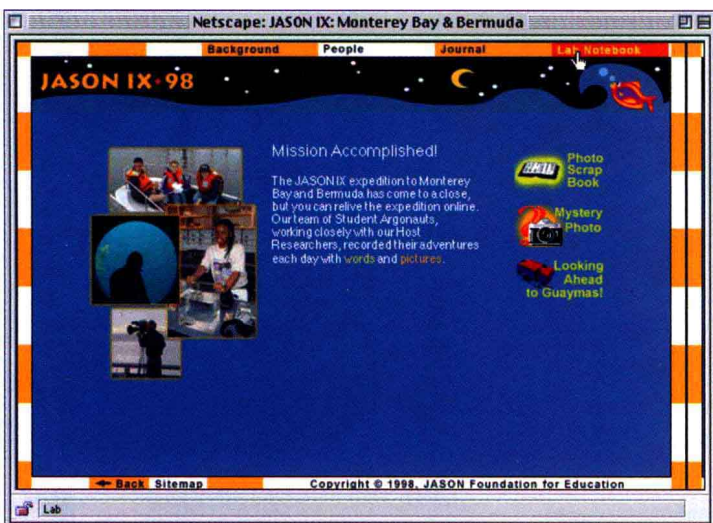 Netscape: JASON IX: Monterey Bay & Bermuda
Background People Journal Lab Notebook
JASON IX•98
Mission Accomplished!
The JASON IX expedition to Monterey
Bay and Bermuda has come to a close,
but you can relive the expedition online.
Our team of Student Argonauts,
working closely with our Host
Researchers, recorded their adventures
each day with words and pictures.
Photo
Scrap
Book
Mystery
Photo
Looking
Ahead
to Guaymas!
Back Sitemap Copyright © 1998, JASON Foundation for Education
Lab